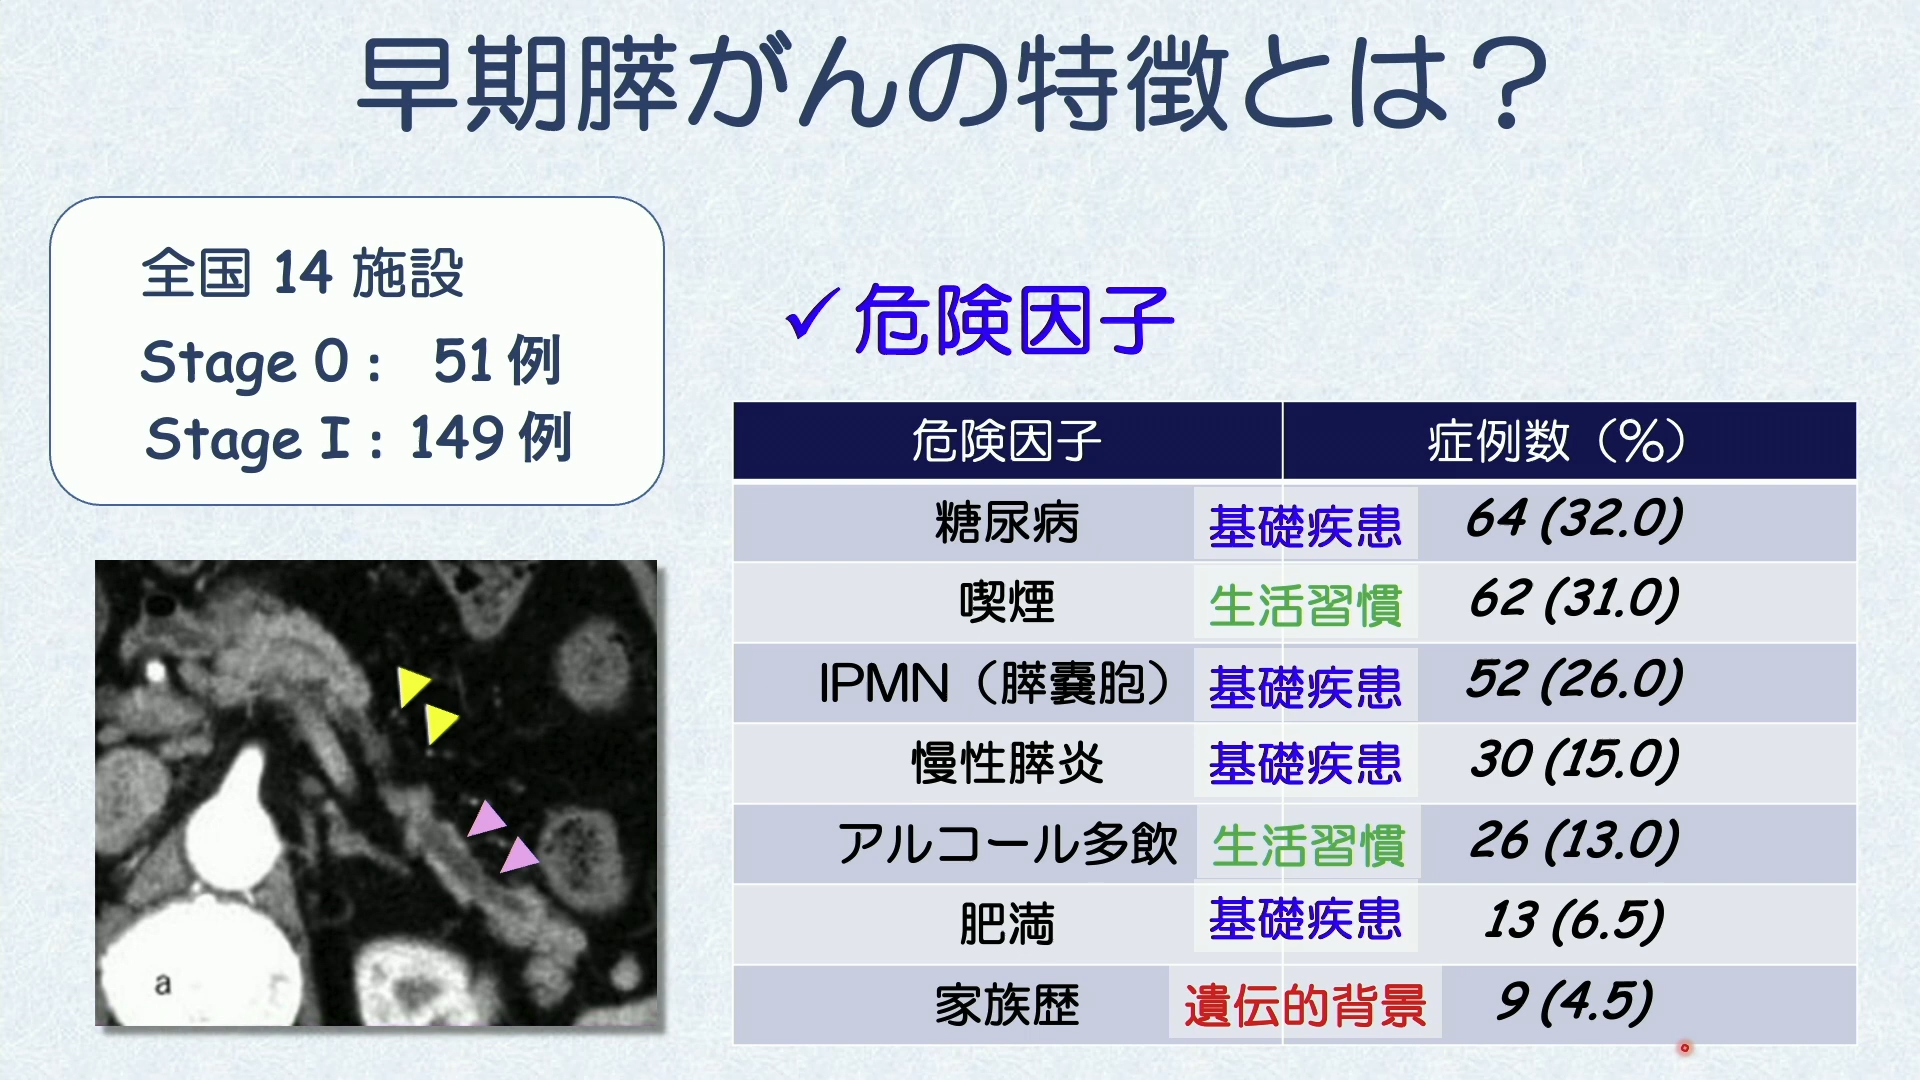 早期膵がんの特徴とは？
全国 14 施設
Stage 0 : 51 例
Stage I : 149 例
✓危険因子
危険因子 症例数（％）
糖尿病 基礎疾患 64 (32.0)
喫煙 生活習慣 62 (31.0)
IPMN（膵嚢胞） 基礎疾患 52 (26.0)
慢性膵炎 基礎疾患 30 (15.0)
アルコール多飲 生活習慣 26 (13.0)
肥満 基礎疾患 13 (6.5)
家族歴 遺伝的背景 9 (4.5)
a